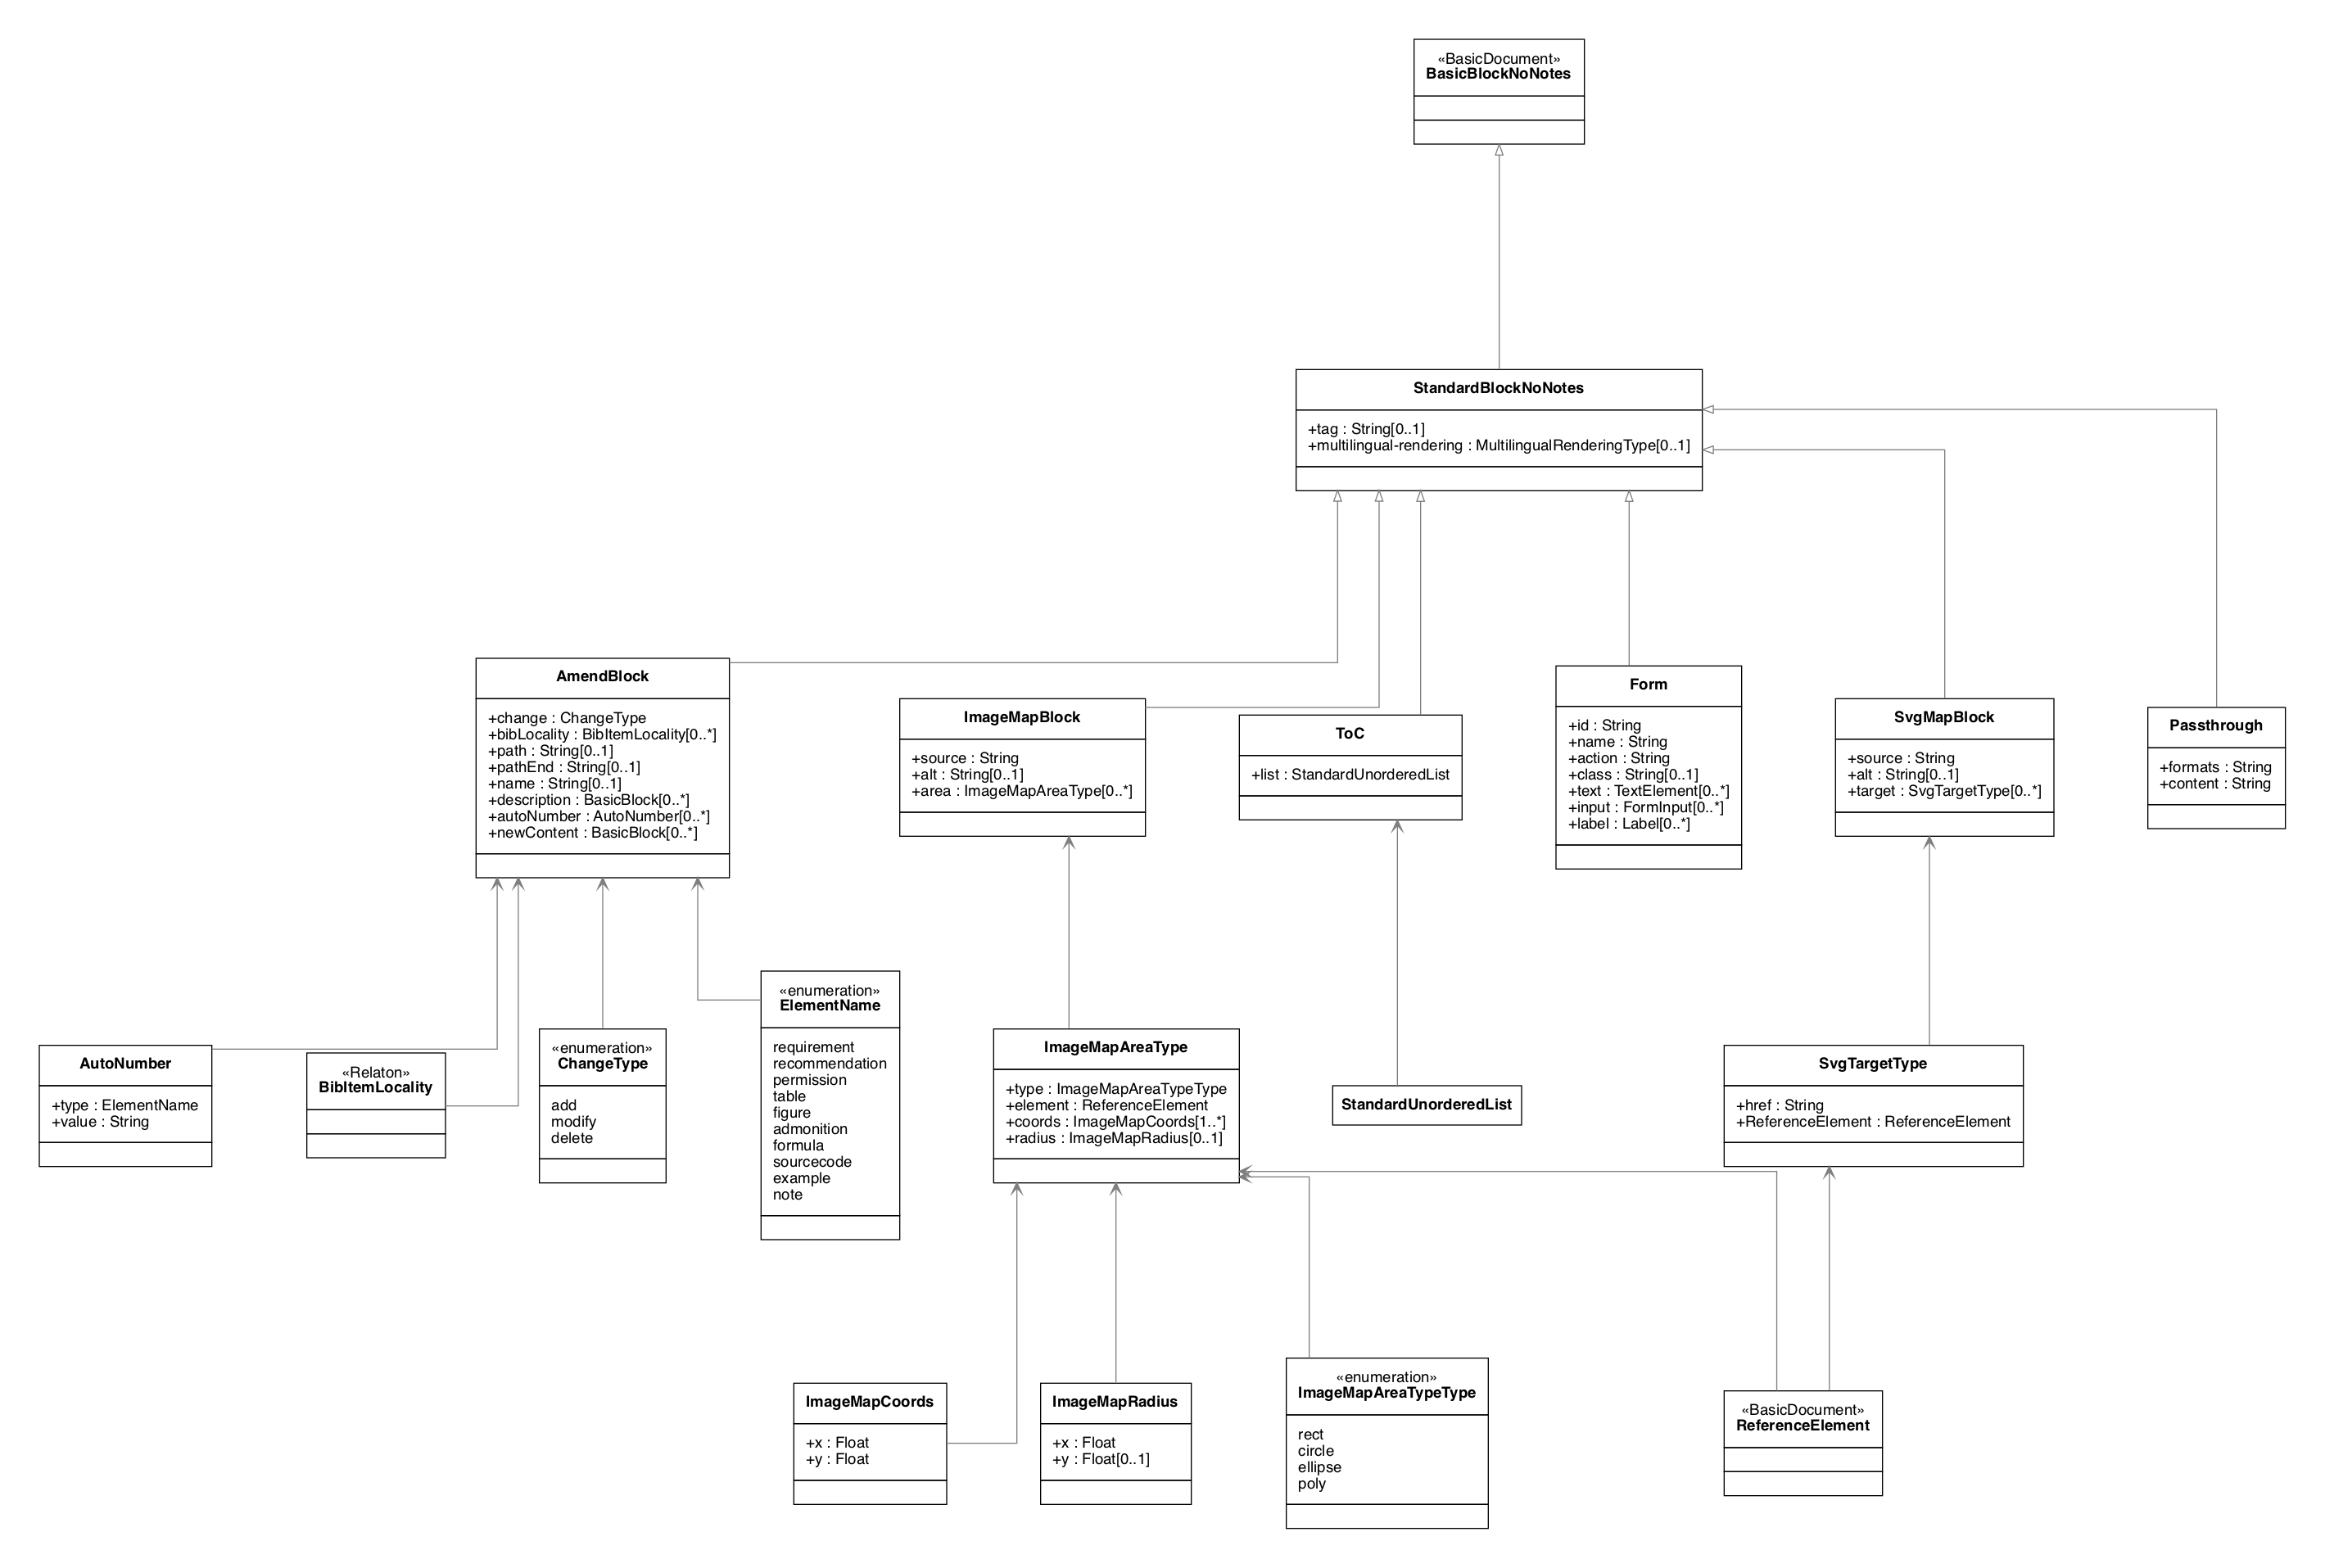 «BasicDocument»
BasicBlockNoNotes
StandardBlockNoNotes
+tag : String[0..1]
+multilingual-rendering : MultilingualRenderingType[0..1]
AmendBlock
+change : ChangeType
+bibLocality : BibItemLocality[0..*]
+path : String[0..1]
+pathEnd : String[0..1]
+name : String[0..1]
+description : BasicBlock[0..*]
+autoNumber : AutoNumber[0..*]
+newContent : BasicBlock[0..*]
ImageMapBlock
+source : String
+alt : String[0..1]
+area : ImageMapAreaType[0..*]
ToC
+list : StandardUnorderedList
Form
+id : String
+name : String
+action : String
+class : String[0..1]
+text : TextElement[0..*]
+input : FormInput[0..*]
+label : Label[0..*]
SvgMapBlock
+source : String
+alt : String[0..1]
+target : SvgTargetType[0..*]
Passthrough
+formats : String
+content : String
AutoNumber
+type : ElementName
+value : String
«Relaton»
BibItemLocality
«enumeration»
ChangeType
add
modify
delete
«enumeration»
ElementName
requirement
recommendation
permission
table
figure
admonition
formula
sourcecode
example
note
ImageMapAreaType
+type : ImageMapAreaTypeType
+element : ReferenceElement
+coords : ImageMapCoords[1..*]
+radius : ImageMapRadius[0..1]
StandardUnorderedList
SvgTargetType
+href : String
+ReferenceElement : ReferenceElement
ImageMapCoords
+x : Float
+y : Float
ImageMapRadius
+x : Float
+y : Float[0..1]
«enumeration»
ImageMapAreaTypeType
rect
circle
ellipse
poly
«BasicDocument»
ReferenceElement